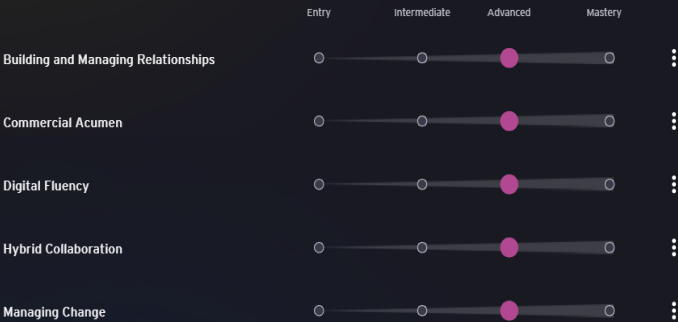 Entry Intermediate Advanced Mastery
Building and Managing Relationships
Commercial Acumen
Digital Fluency
Hybrid Collaboration
Managing Change